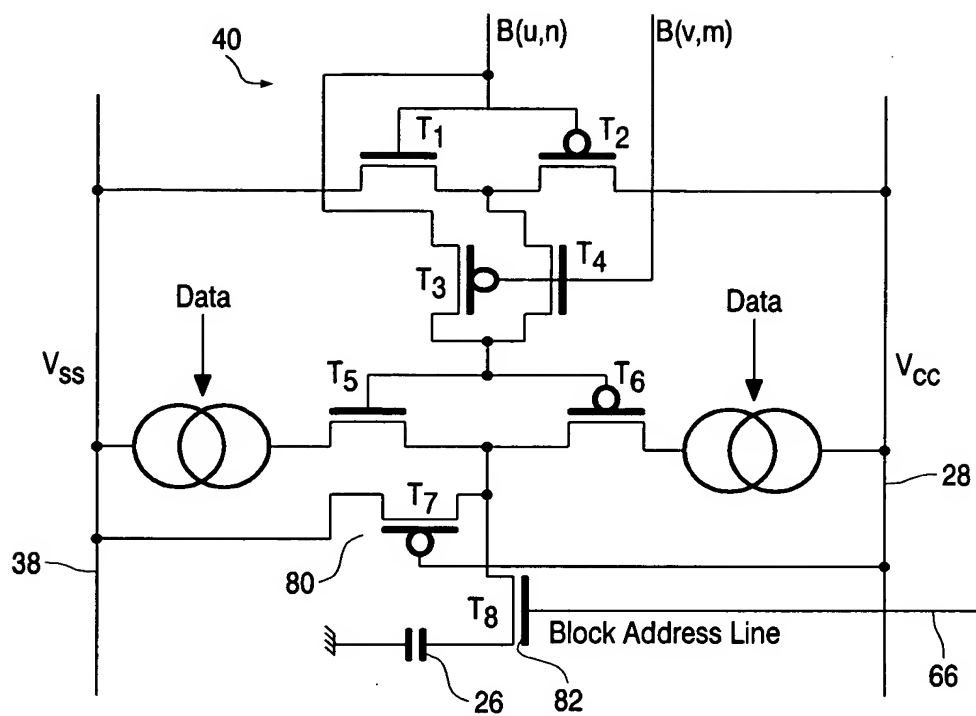 40
B(u,n)
B(v,m)
T1
T2
T3
T4
Data
Data
VSS
T5
T6
VCC
28
T7
38
80
T8
Block Address Line
26
82
66